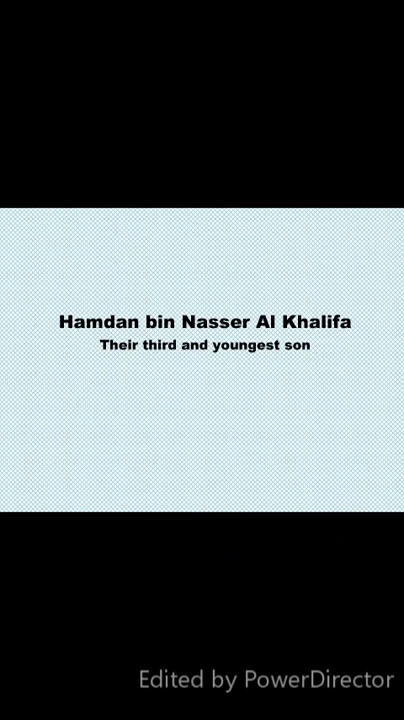 Hamdan bin Nasser Al Khalifa
Their third and youngest son
Edited by PowerDirector